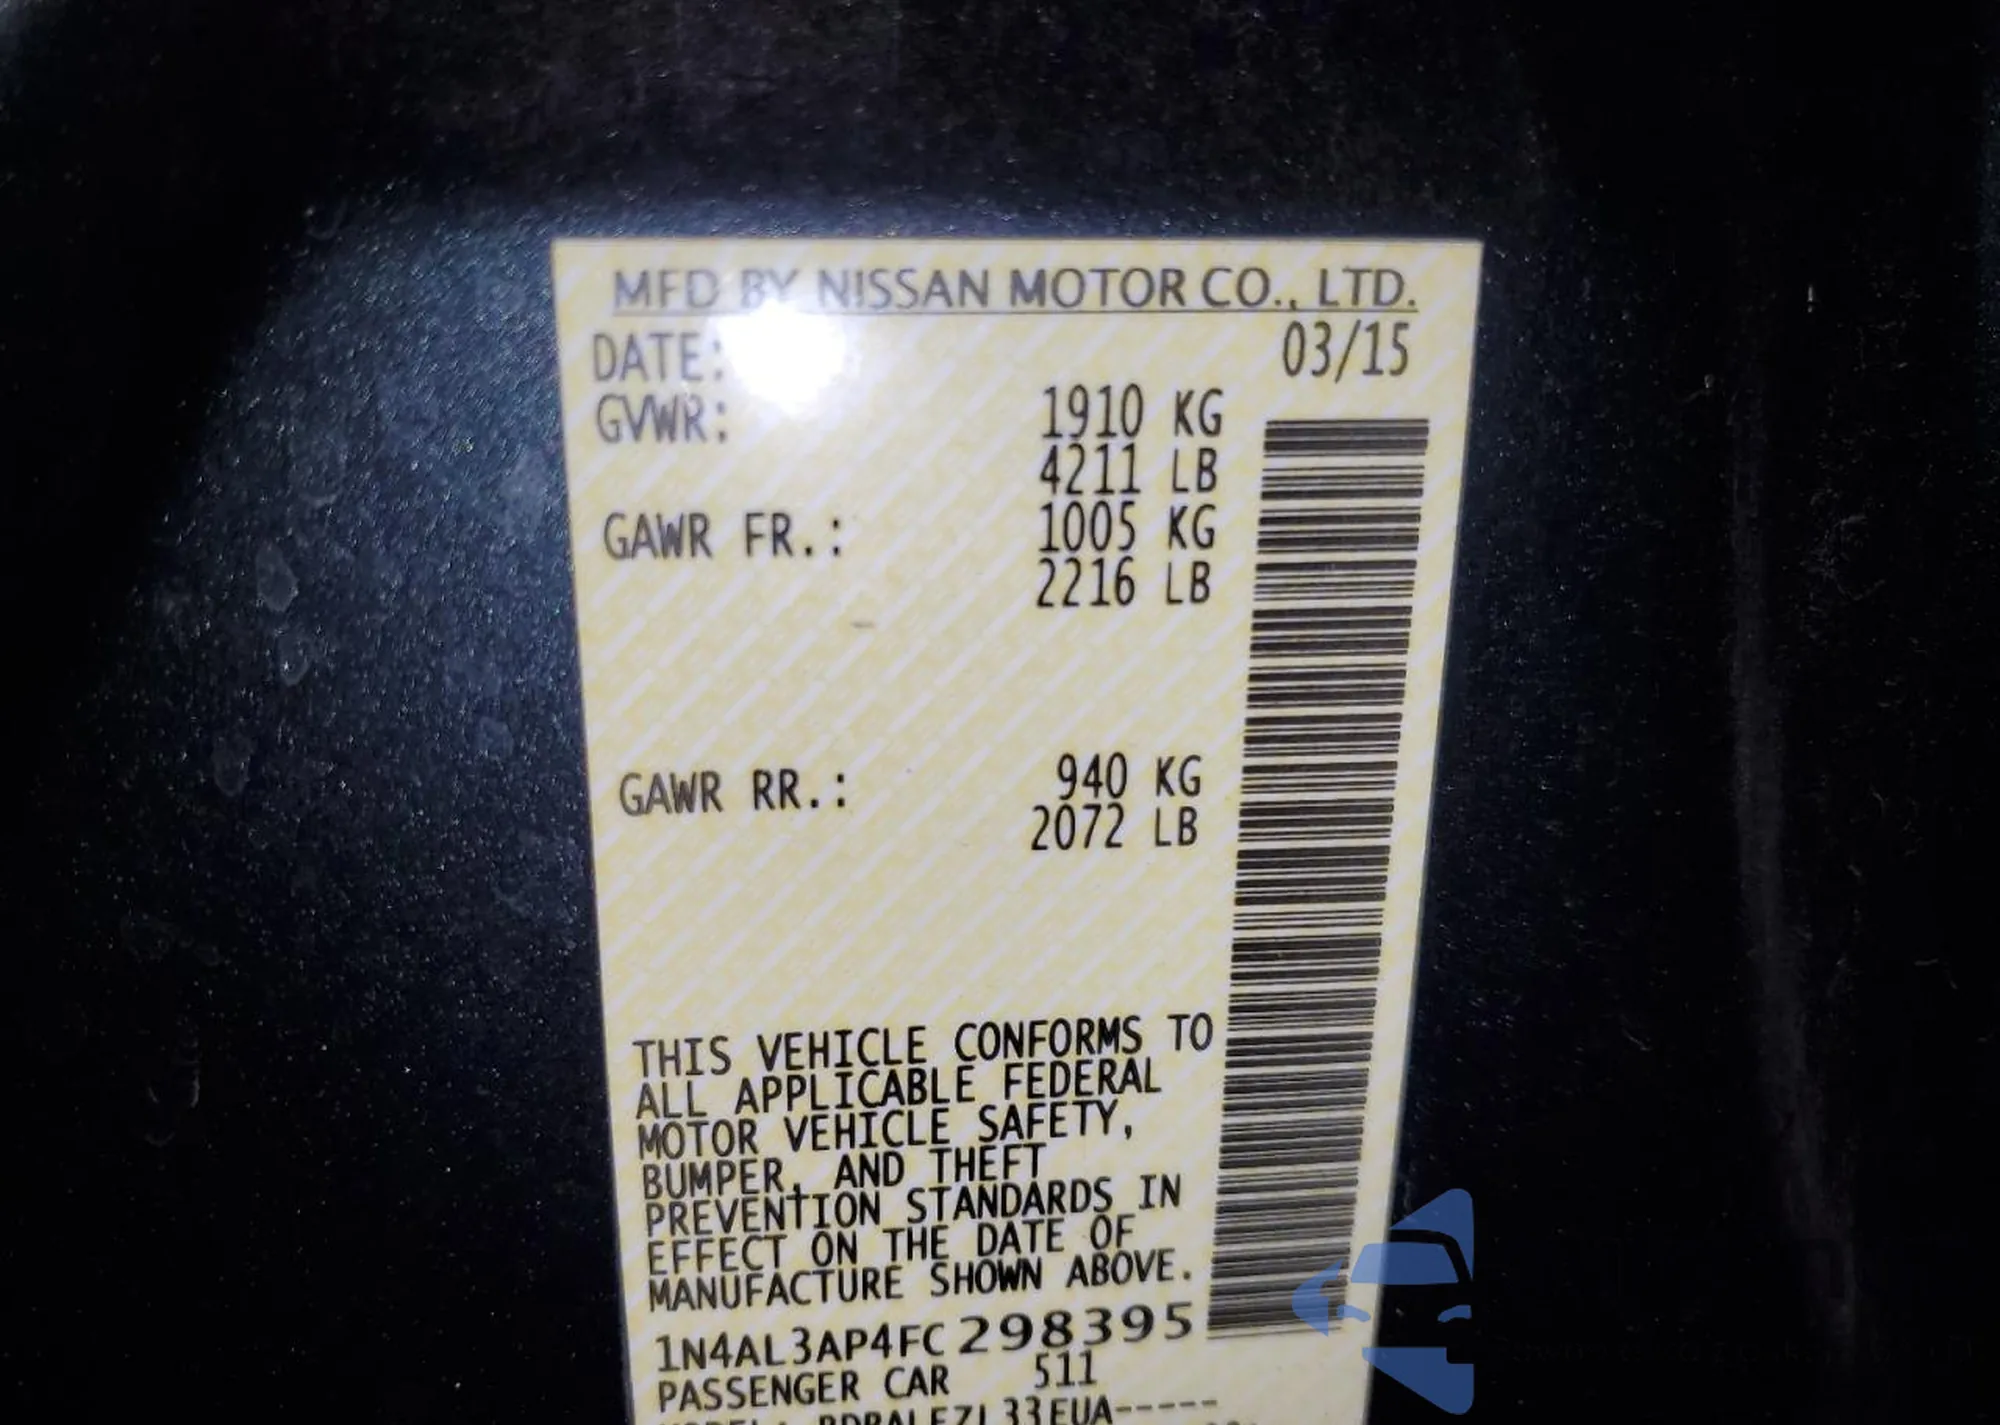 MFD BY NISSAN MOTOR CO., LTD.
DATE: 03/15
GVWR: 1910 KG
4211 LB
GAWR FR.: 1005 KG
2216 LB
GAWR RR.: 940 KG
2072 LB
THIS VEHICLE CONFORMS TO
ALL APPLICABLE FEDERAL
MOTOR VEHICLE SAFETY,
BUMPER, AND THEFT
PREVENTION STANDARDS IN
EFFECT ON THE DATE OF
MANUFACTURE SHOWN ABOVE.
1N4AL3AP4FC298395
PASSENGER CAR 511